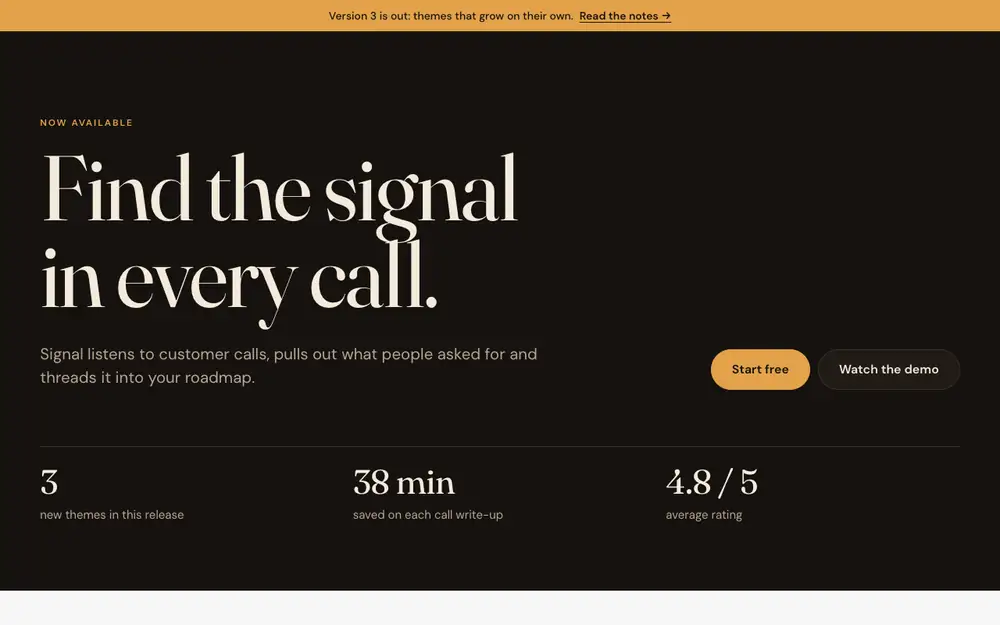 Version 3 is out: themes that grow on their own. Read the notes →
NOW AVAILABLE
Find the signal
in every call.
Signal listens to customer calls, pulls out what people asked for and
threads it into your roadmap.
Start free
Watch the demo
3
new themes in this release
38 min
saved on each call write-up
4.8 / 5
average rating